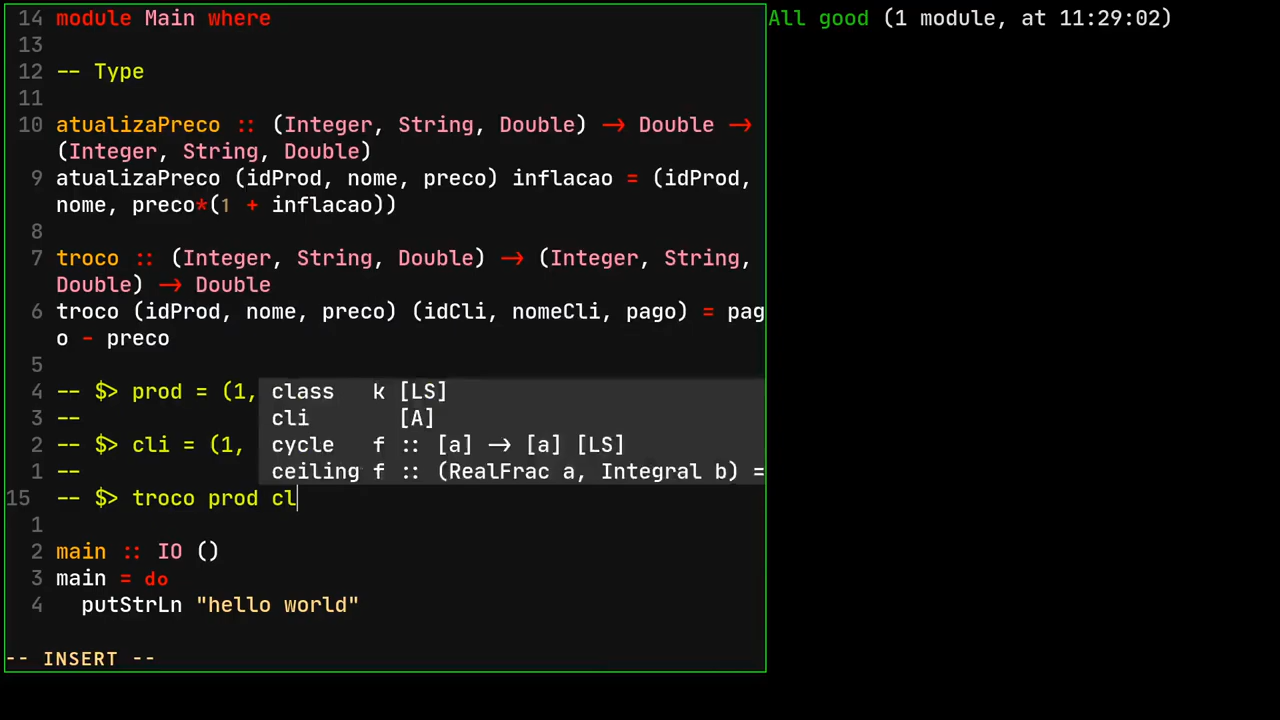 14 module Main where
All good (1 module, at 11:29:02)
13
12 -- Type
11
10 atualizaPreco :: (Integer, String, Double) → Double →
(Integer, String, Double)
9 atualizaPreco (idProd, nome, preco) inflacao = (idProd,
nome, preco*(1 + inflacao))
8
7 troco :: (Integer, String, Double) → (Integer, String,
Double) → Double
6 troco (idProd, nome, preco) (idCli, nomeCli, pago) = pag
o - preco
5
4 -- $> prod = (1,
class k [LS]
3 --
cli [A]
2 -- $> cli = (1,
cycle f :: [a] → [a] [LS]
1 --
ceiling f :: (RealFrac a, Integral b) =
15 -- $> troco prod cl
1
2 main :: IO ()
3 main = do
4 putStrLn "hello world"
-- INSERT --